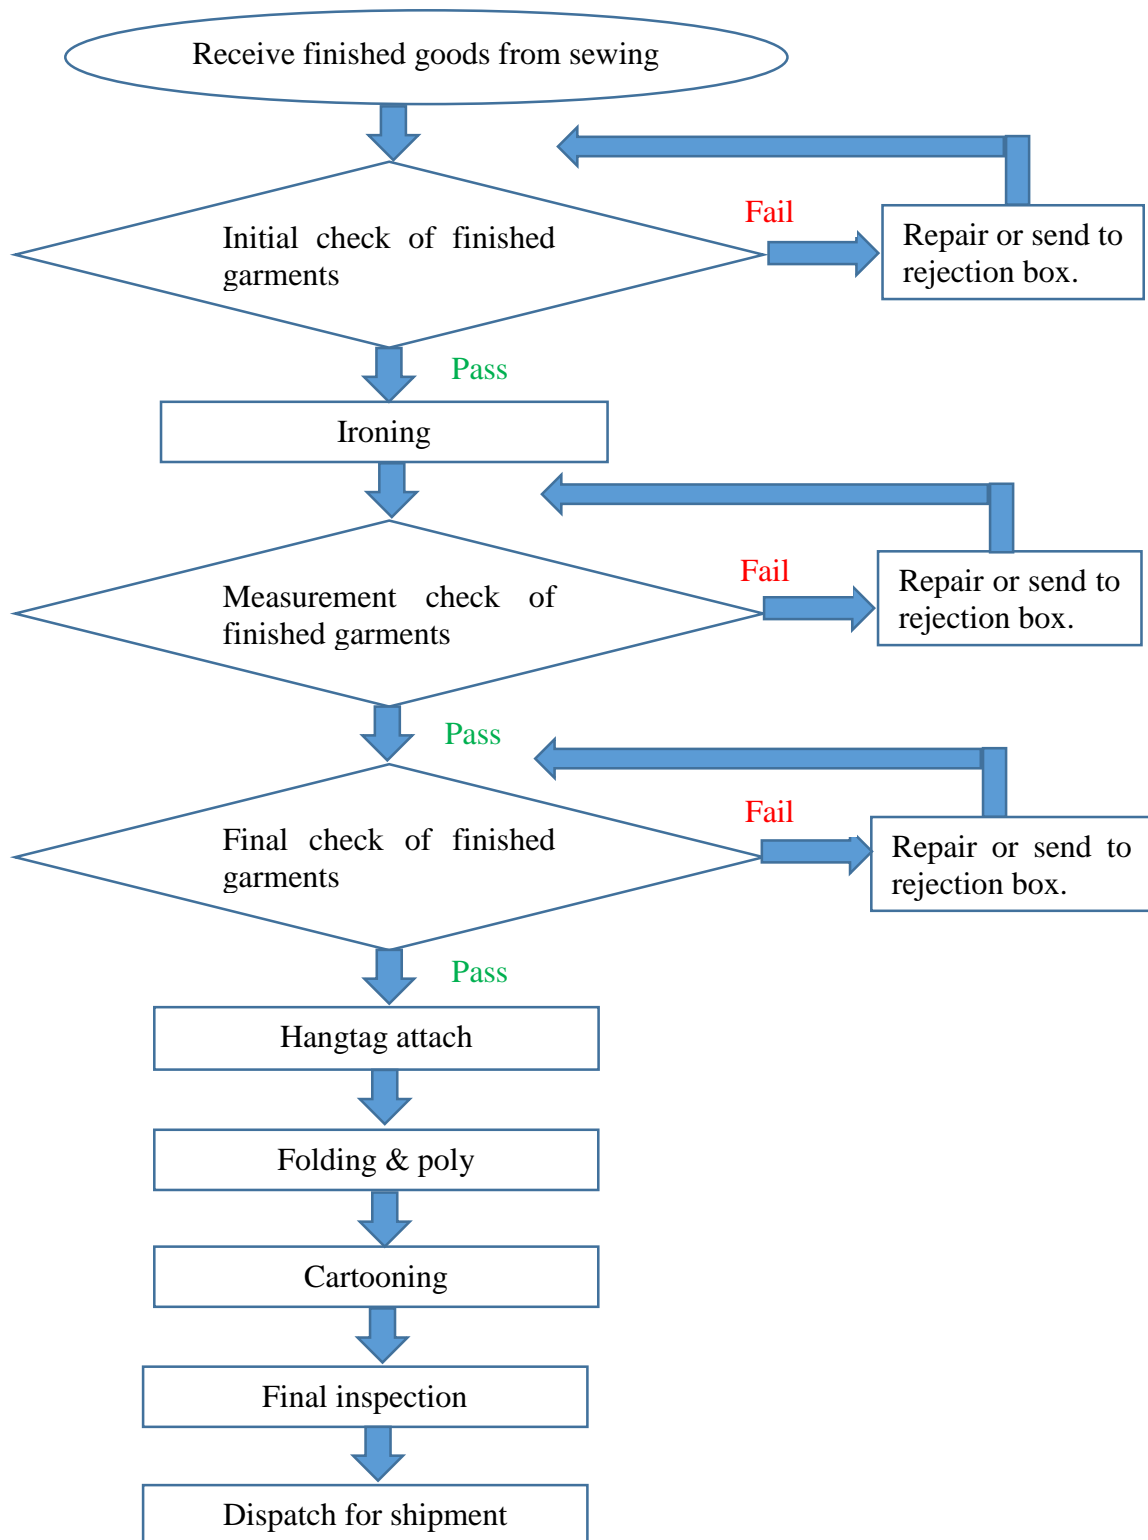 Receive finished goods from sewing
Fail
Initial check of finished
garments
Repair or send to
rejection box.
Pass
Ironing
Fail
Measurement check of
finished garments
Repair or send to
rejection box.
Pass
Fail
Final check of finished
garments
Repair or send to
rejection box.
Pass
Hangtag attach
Folding & poly
Cartooning
Final inspection
Dispatch for shipment